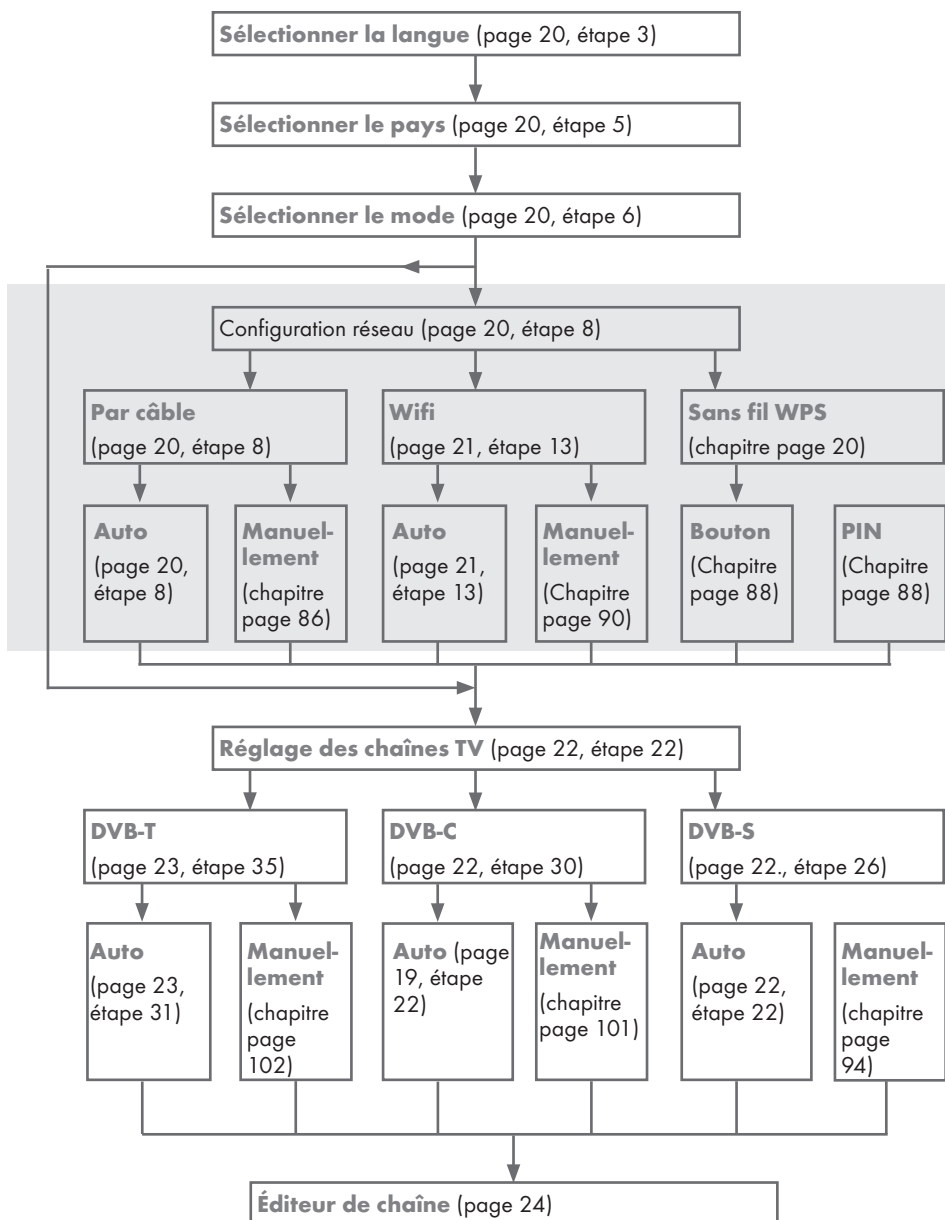 Sélectionner la langue (page 20, étape 3)
Sélectionner le pays (page 20, étape 5)
Sélectionner le mode (page 20, étape 6)
Configuration réseau (page 20, étape 8)
Par câble
(page 20, étape 8)
Wifi
(page 21, étape 13)
Sans fil WPS
(chapitre page 20)
Auto
(page 20,
étape 8)
Manuel-
lement
(chapitre
page 86)
Auto
(page 21,
étape 13)
Manuel-
lement
(Chapitre
page 90)
Bouton
(Chapitre
page 88)
PIN
(Chapitre
page 88)
Réglage des chaînes TV (page 22, étape 22)
DVB-T
(page 23, étape 35)
DVB-C
(page 22, étape 30)
DVB-S
(page 22., étape 26)
Auto
(page 23,
étape 31)
Manuel-
lement
(chapitre
page
102)
Auto (page
19, étape
22)
Manuel-
lement
(chapitre
page 101)
Auto
(page 22,
étape 22)
Manuel-
lement
(chapitre
page
94)
Éditeur de chaîne (page 24)